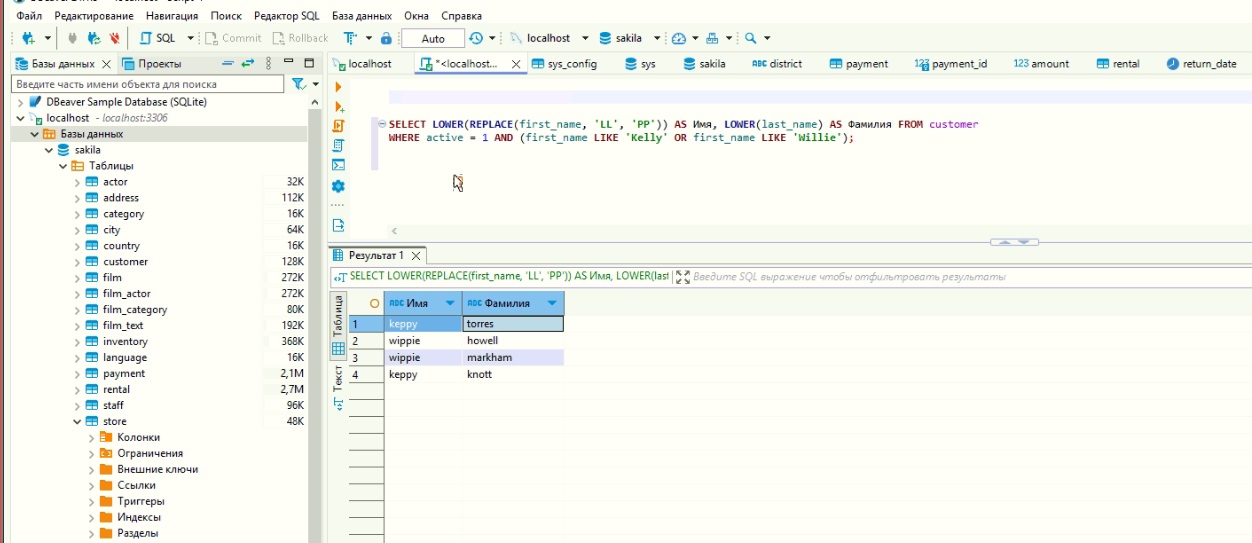 Файл Редактирование Навигация Поиск Редактор SQL База данных Окна Справка
SQL Commit Rollback Auto localhost sakila
Базы данных Проекты
localhost *<localhost... sys_config sys sakila ABC district payment 123 payment_id 123 amount rental return_date
Введите часть имени объекта для поиска
DBeaver Sample Database (SQLite)
localhost - localhost:3306
Базы данных
sakila
Таблицы
actor 32K
address 112K
category 16K
city 64K
country 16K
customer 128K
film 272K
film_actor 272K
film_category 80K
film_text 192K
inventory 368K
language 16K
payment 2,1M
rental 2,7M
staff 96K
store 48K
Колонки
Ограничения
Внешние ключи
Ссылки
Триггеры
Индексы
Разделы
SELECT LOWER(REPLACE(first_name, 'LL', 'PP')) AS Имя, LOWER(last_name) AS Фамилия FROM customer
WHERE active = 1 AND (first_name LIKE 'Kelly' OR first_name LIKE 'Willie');
Результат 1
SELECT LOWER(REPLACE(first_name, 'LL', 'PP')) AS Имя, LOWER(last Введите SQL выражение чтобы отфильтровать результаты
Таблица
Текст
ABC Имя ABC Фамилия
1 keppy torres
2 wippie howell
3 wippie markham
4 keppy knott